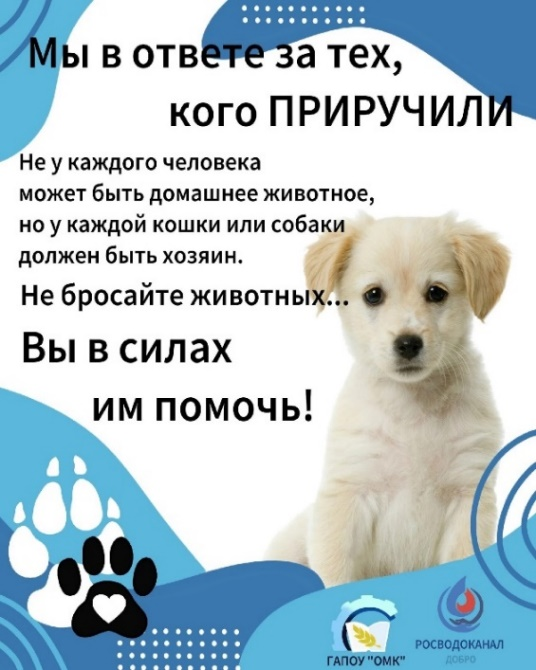 Мы в ответе за тех,
кого ПРИРУЧИЛИ
Не у каждого человека
может быть домашнее животное,
но у каждой кошки или собаки
должен быть хозяин.
Не бросайте животных...
Вы в силах
им помочь!
ГАПОУ "ОМК"
РОСВОДОКАНАЛ
ДОБРО